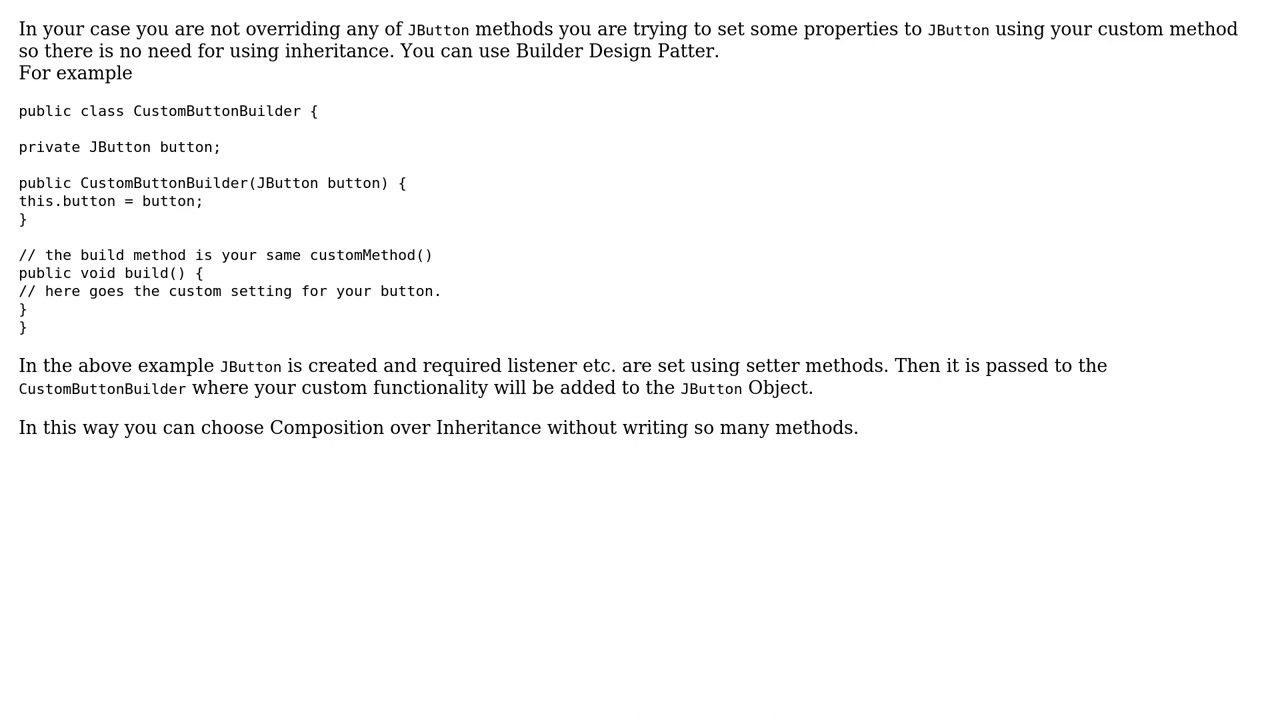 In your case you are not overriding any of JButton methods you are trying to set some properties to JButton using your custom method
so there is no need for using inheritance. You can use Builder Design Patter.
For example
public class CustomButtonBuilder {
private JButton button;
public CustomButtonBuilder(JButton button) {
this.button = button;
}
// the build method is your same customMethod()
public void build() {
// here goes the custom setting for your button.
}
}
In the above example JButton is created and required listener etc. are set using setter methods. Then it is passed to the
CustomButtonBuilder where your custom functionality will be added to the JButton Object.
In this way you can choose Composition over Inheritance without writing so many methods.